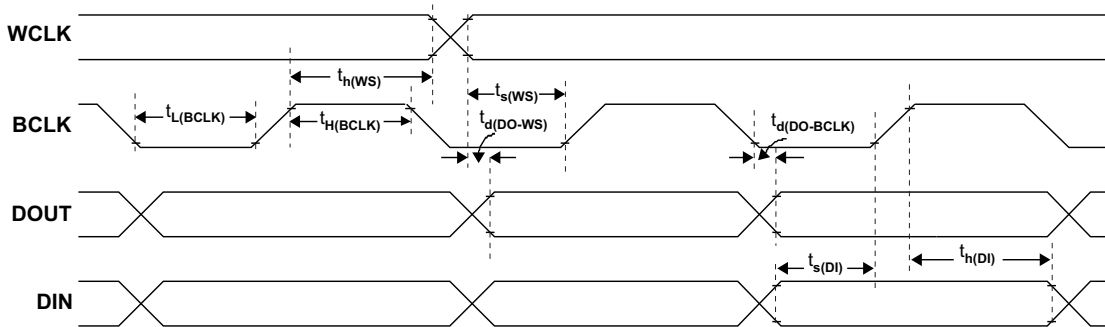 WCLK
th(WS)
ts(WS)
tL(BCLK)
BCLK
tH(BCLK)
td(DO-WS)
td(DO-BCLK)
DOUT
ts(DI)
th(DI)
DIN